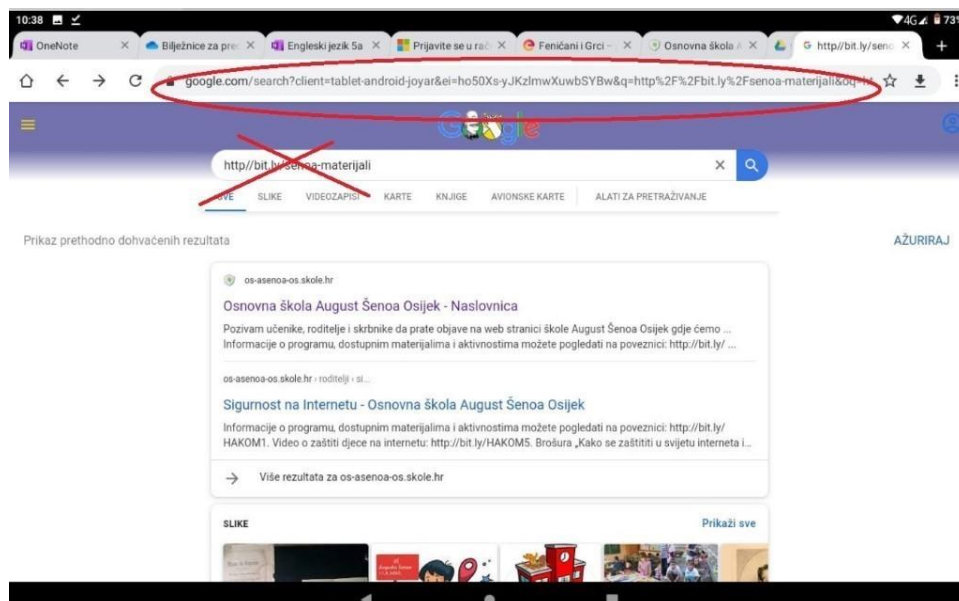 10:38 4G 73%
OneNote Bilježnice za pre Engleski jezik 5a Prijavite se u rač Feničani i Grci - Osnovna škola A http//bit.ly/seno
google.com/search?client=tablet-android-joyar&ei=ho50Xs-yJKzlmwXuwbSYBw&q=http%2F%2Fbit.ly%2Fsenoa-materijali&oq=ht
Google
http//bit.ly/senoa-materijali
SVE SLIKE VIDEOZAPISI KARTE KNJIGE AVIONSKE KARTE ALATI ZA PRETRAŽIVANJE
Prikaz prethodno dohvaćenih rezultata AŽURIRAJ
os-asenoa-os.skole.hr
Osnovna škola August Šenoa Osijek - Naslovnica
Pozivam učenike, roditelje i skrbnike da prate objave na web stranici škole August Šenoa Osijek gdje ćemo ...
Informacije o programu, dostupnim materijalima i aktivnostima možete pogledati na poveznici: http://bit.ly/ ...
os-asenoa-os.skole.hr › roditelji › si...
Sigurnost na Internetu - Osnovna škola August Šenoa Osijek
Informacije o programu, dostupnim materijalima i aktivnostima možete pogledati na poveznici: http://bit.ly/
HAKOM1. Video o zaštiti djece na internetu: http://bit.ly/HAKOM5. Brošura „Kako se zaštititi u svijetu interneta i...
Više rezultata za os-asenoa-os.skole.hr
SLIKE Prikaži sve